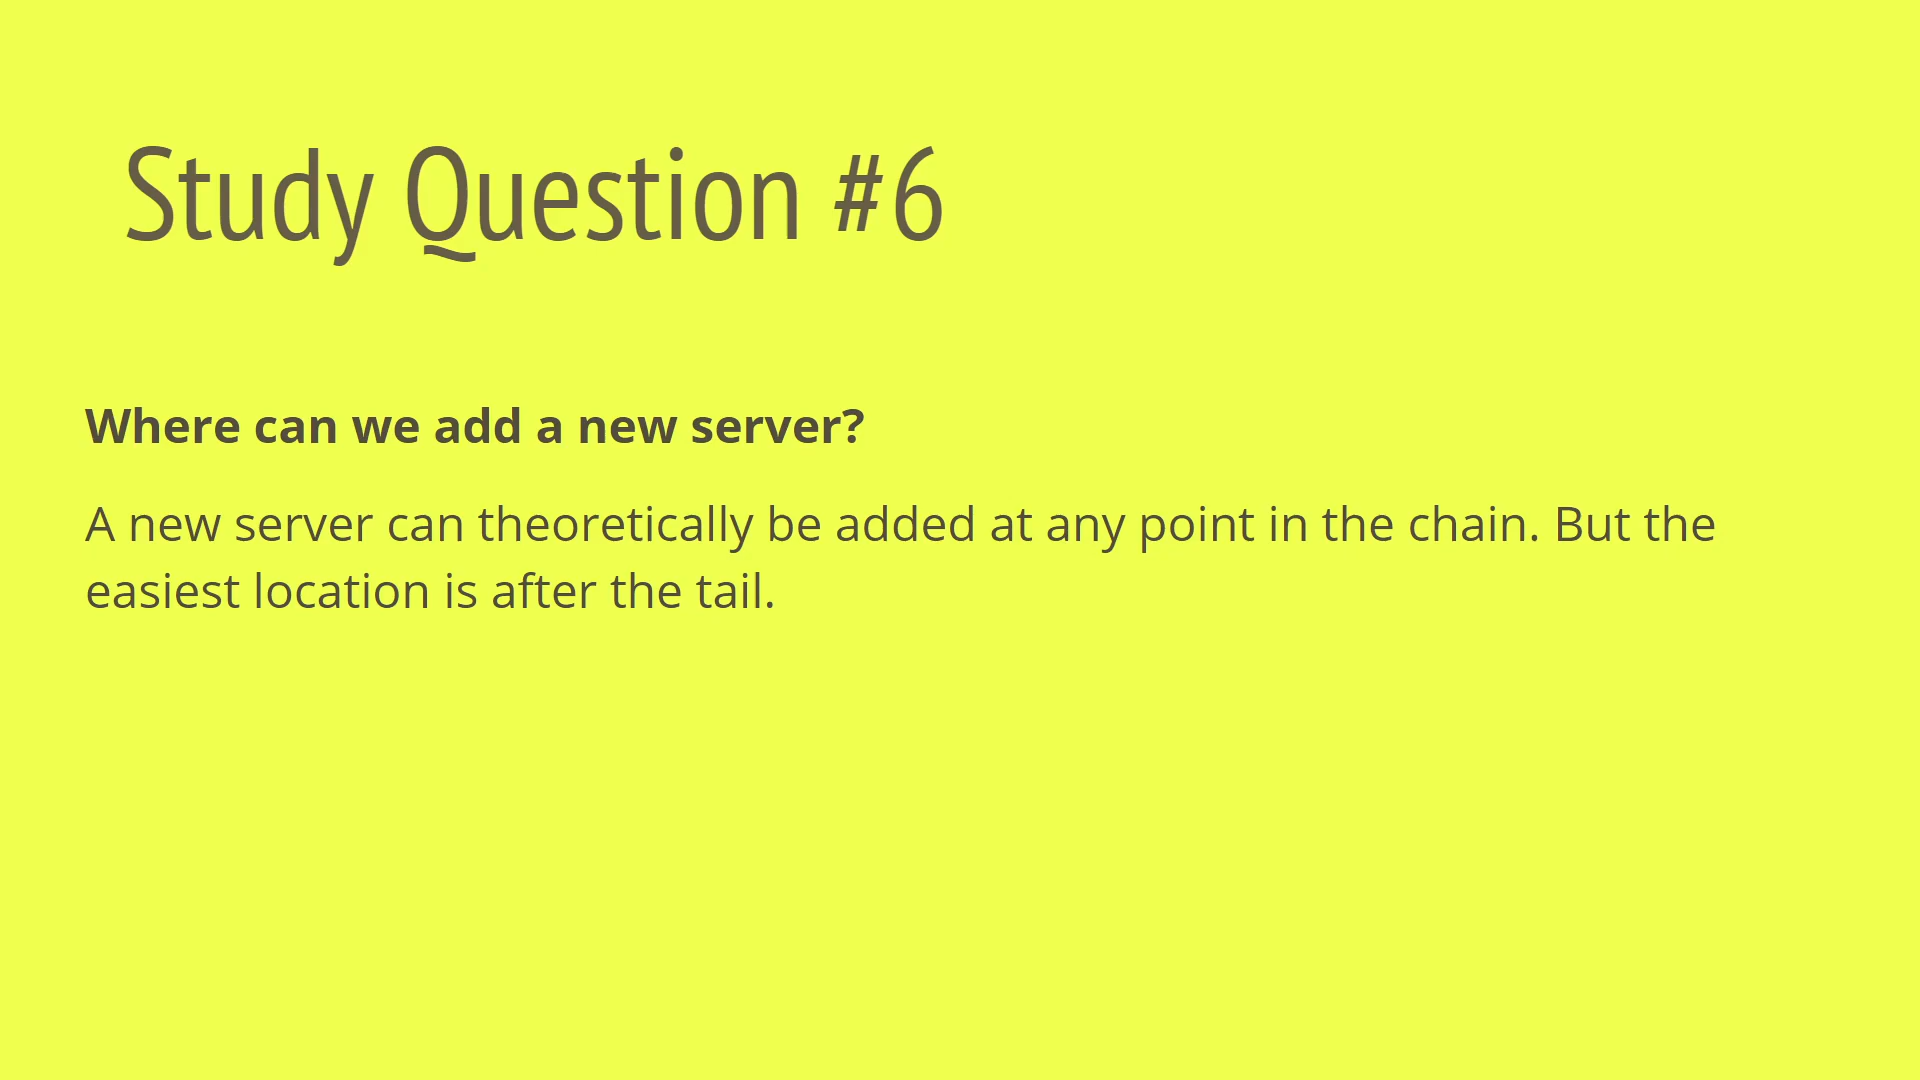 Study Question #6
Where can we add a new server?
A new server can theoretically be added at any point in the chain. But the
easiest location is after the tail.